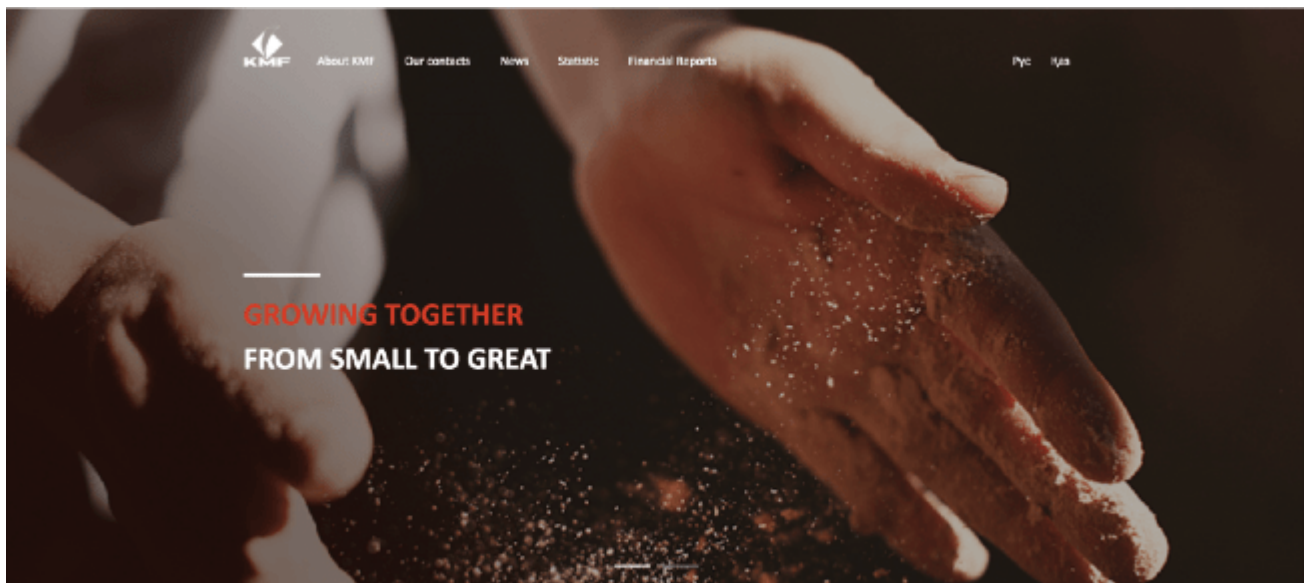 KMF
About KMF Our contacts News Statistic Financial Reports Рус Қаз
GROWING TOGETHER
FROM SMALL TO GREAT